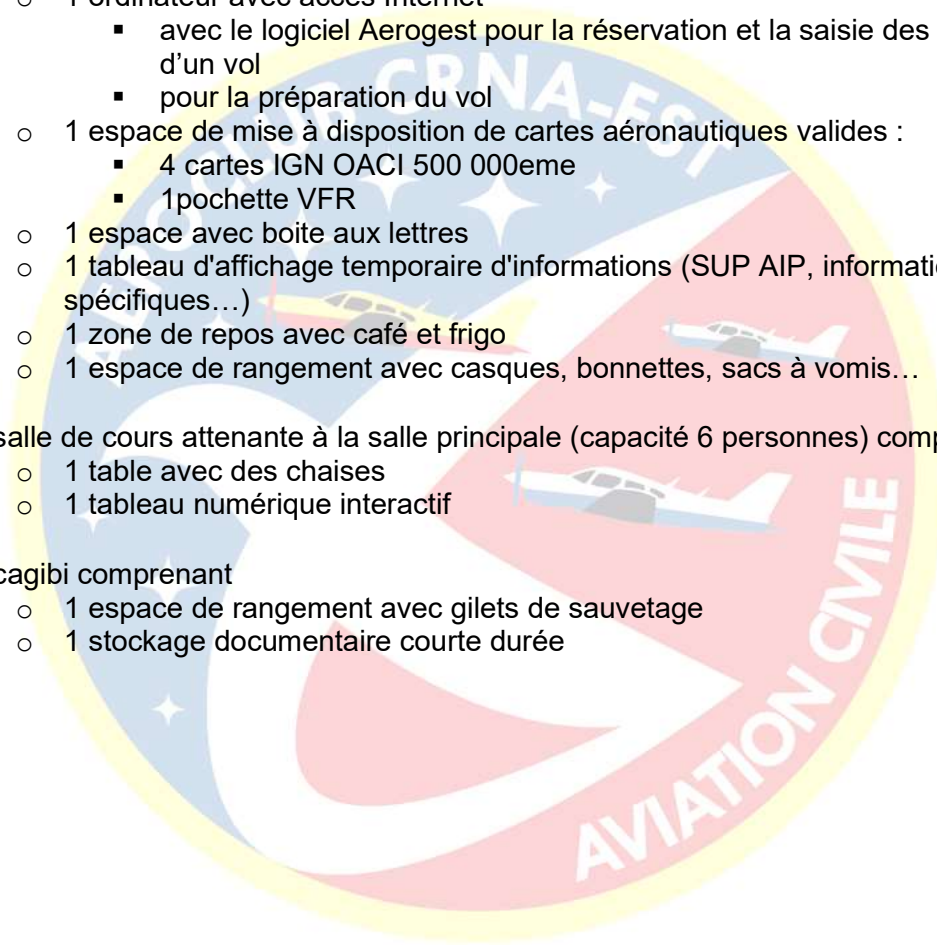 o 1 ordinateur avec accès Internet
▪ avec le logiciel Aerogest pour la réservation et la saisie des
d’un vol
▪ pour la préparation du vol
o 1 espace de mise à disposition de cartes aéronautiques valides :
▪ 4 cartes IGN OACI 500 000eme
▪ 1pochette VFR
o 1 espace avec boite aux lettres
o 1 tableau d'affichage temporaire d'informations (SUP AIP,
spécifiques…)
o 1 zone de repos avec café et frigo
o 1 espace de rangement avec casques, bonnettes, sacs à vomis…
salle de cours attenante à la salle principale (capacité 6 personnes)
o 1 table avec des chaises
o 1 tableau numérique interactif
cagibi comprenant
o 1 espace de rangement avec gilets de sauvetage
o 1 stockage documentaire courte durée
AEROCLUB CRNA-EST
AVIATION CIVILE